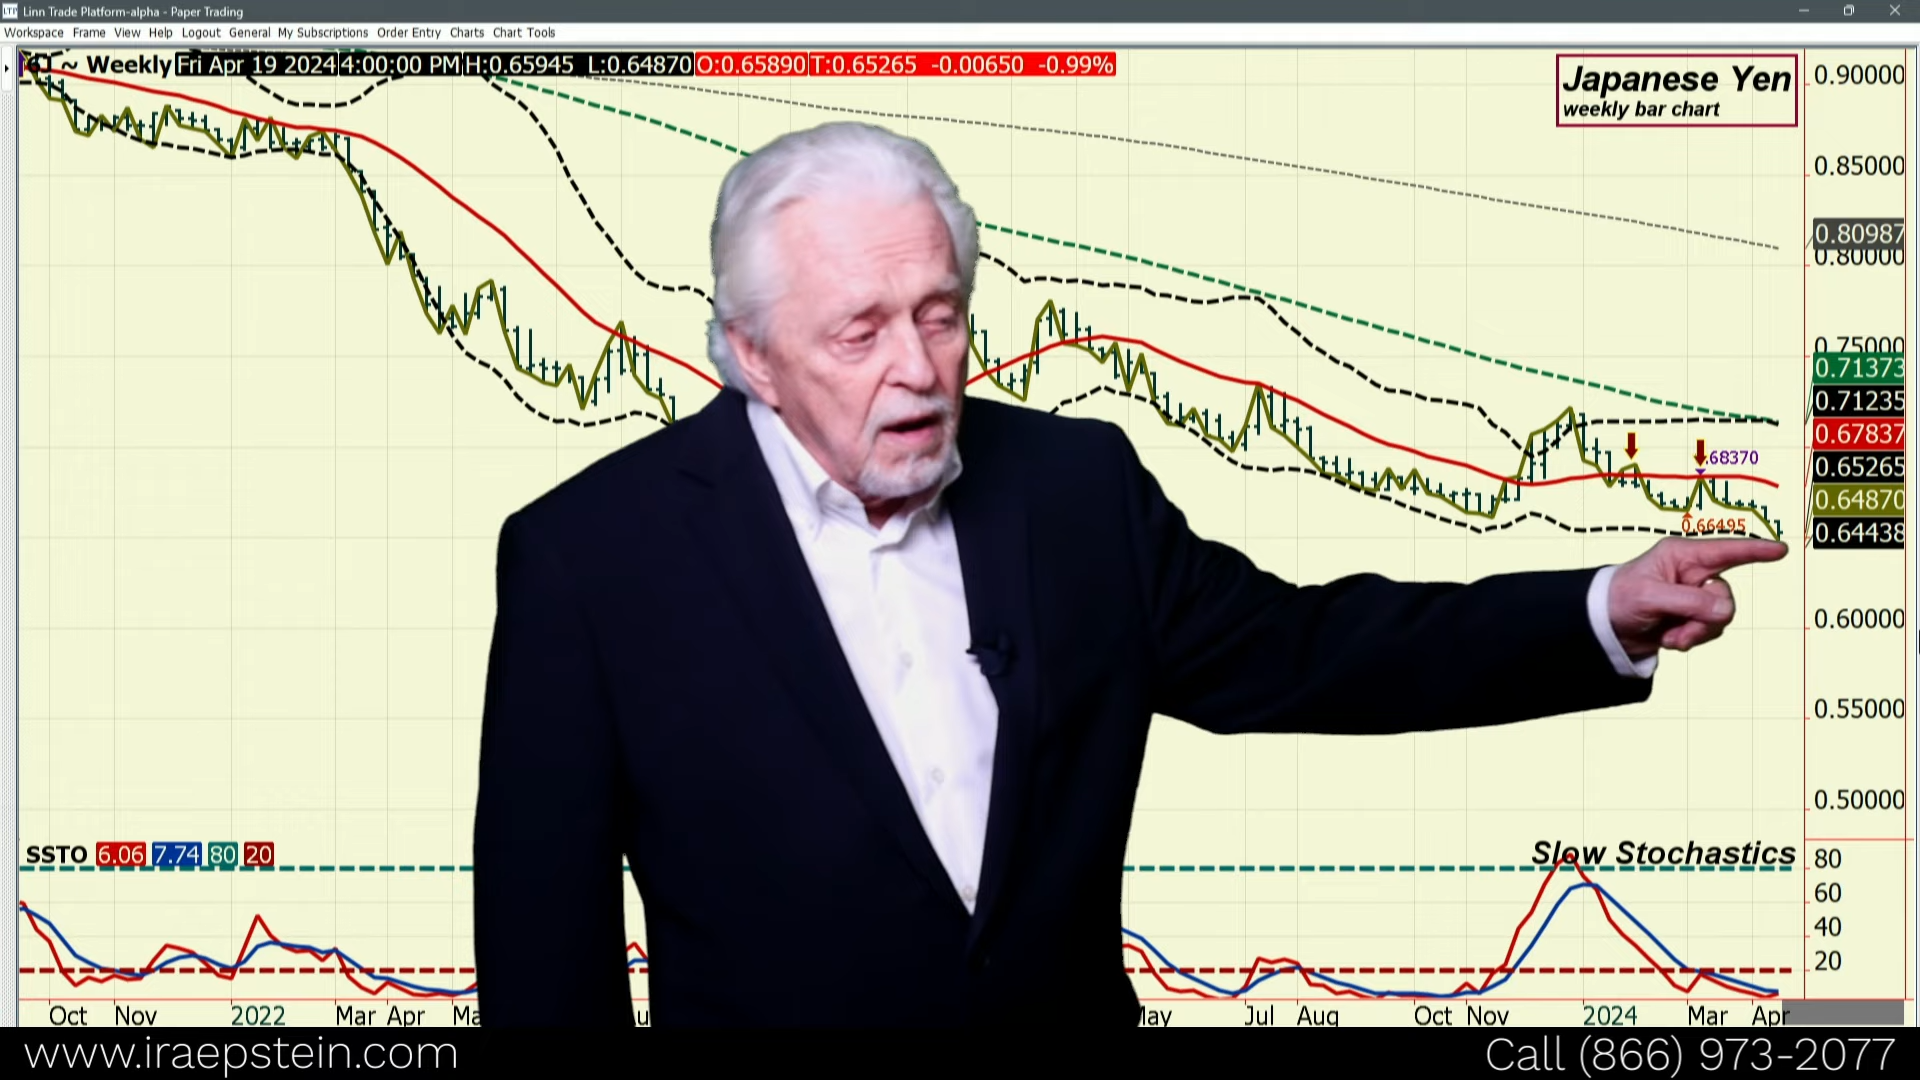 LTP Linn Trade Platform-alpha - Paper Trading
Workspace Frame View Help Logout General My Subscriptions Order Entry Charts Chart Tools
~ Weekly Fri Apr 19 2024 4:00:00 PM H:0.65945 L:0.64870 O:0.65890 T:0.65265 -0.00650 -0.99%
Japanese Yen
weekly bar chart
0.90000
0.85000
0.80987
0.80000
0.75000
0.71373
0.71235
0.67837
0.65265
0.64870
0.64438
.68370
0.66495
0.60000
0.55000
0.50000
SSTO 6.06 7.74 80 20
Slow Stochastics
80
60
40
20
Oct Nov 2022 Mar Apr Jul Aug Oct Nov 2024 Mar Apr
www.iraepstein.com
Call (866) 973-2077